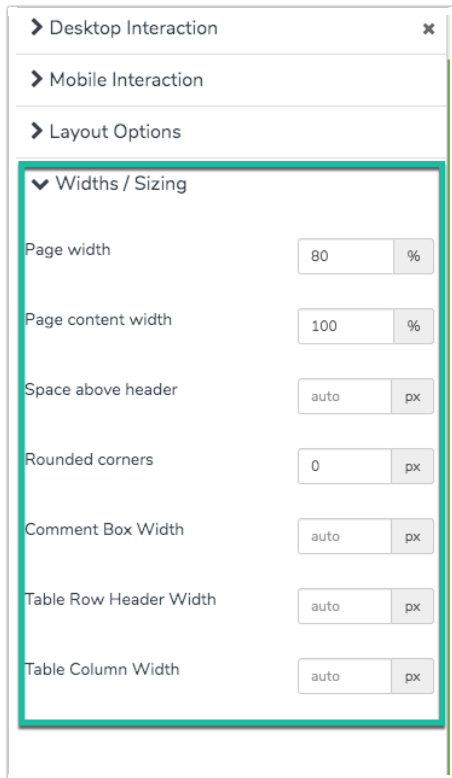 Desktop Interaction
Mobile Interaction
Layout Options
Widths / Sizing
Page width 80 %
Page content width 100 %
Space above header auto px
Rounded corners 0 px
Comment Box Width auto px
Table Row Header Width auto px
Table Column Width auto px